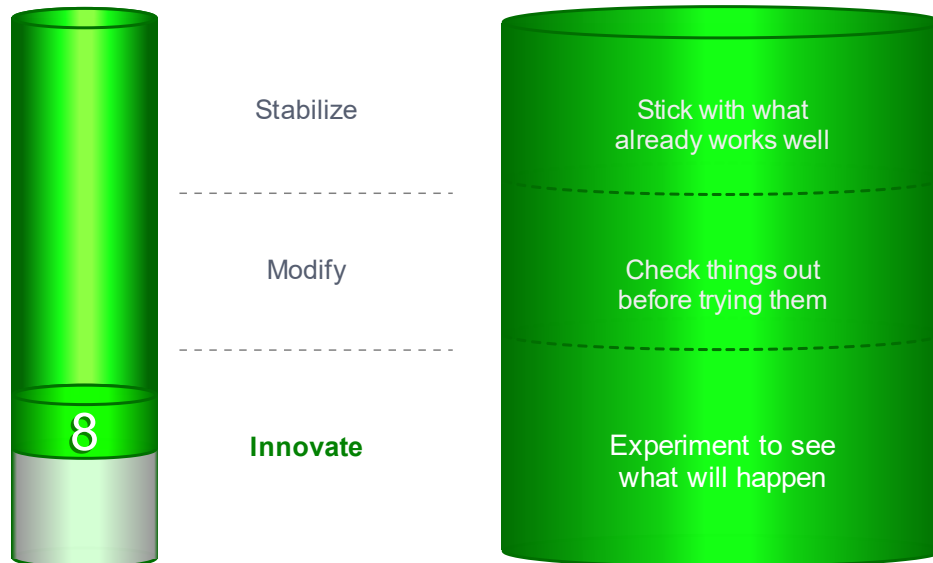 Stabilize
Stick with what
already works well
Modify
Check things out
before trying them
8
Innovate
Experiment to see
what will happen